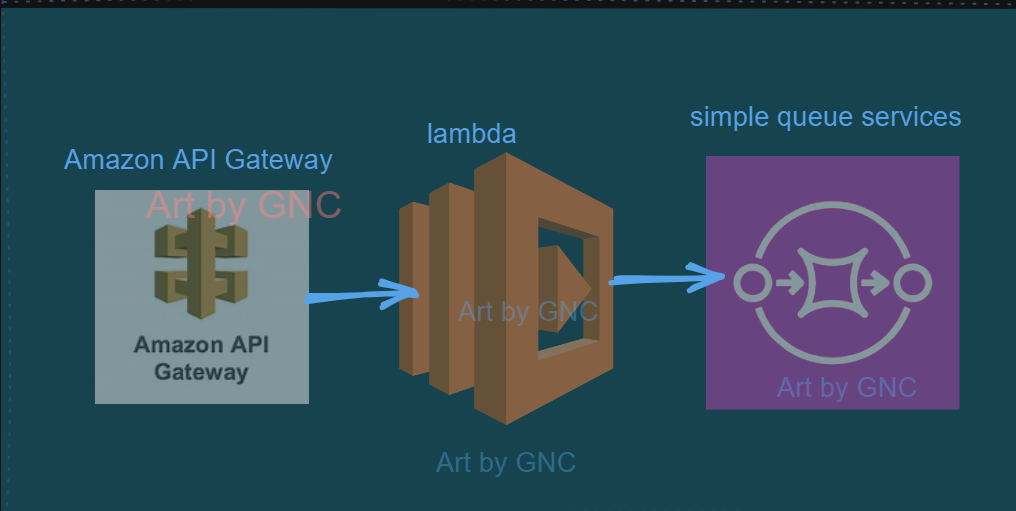 simple queue services
lambda
Amazon API Gateway
Art by GNC
Amazon API
Gateway
Art by GNC
Art by GNC
Art by GNC